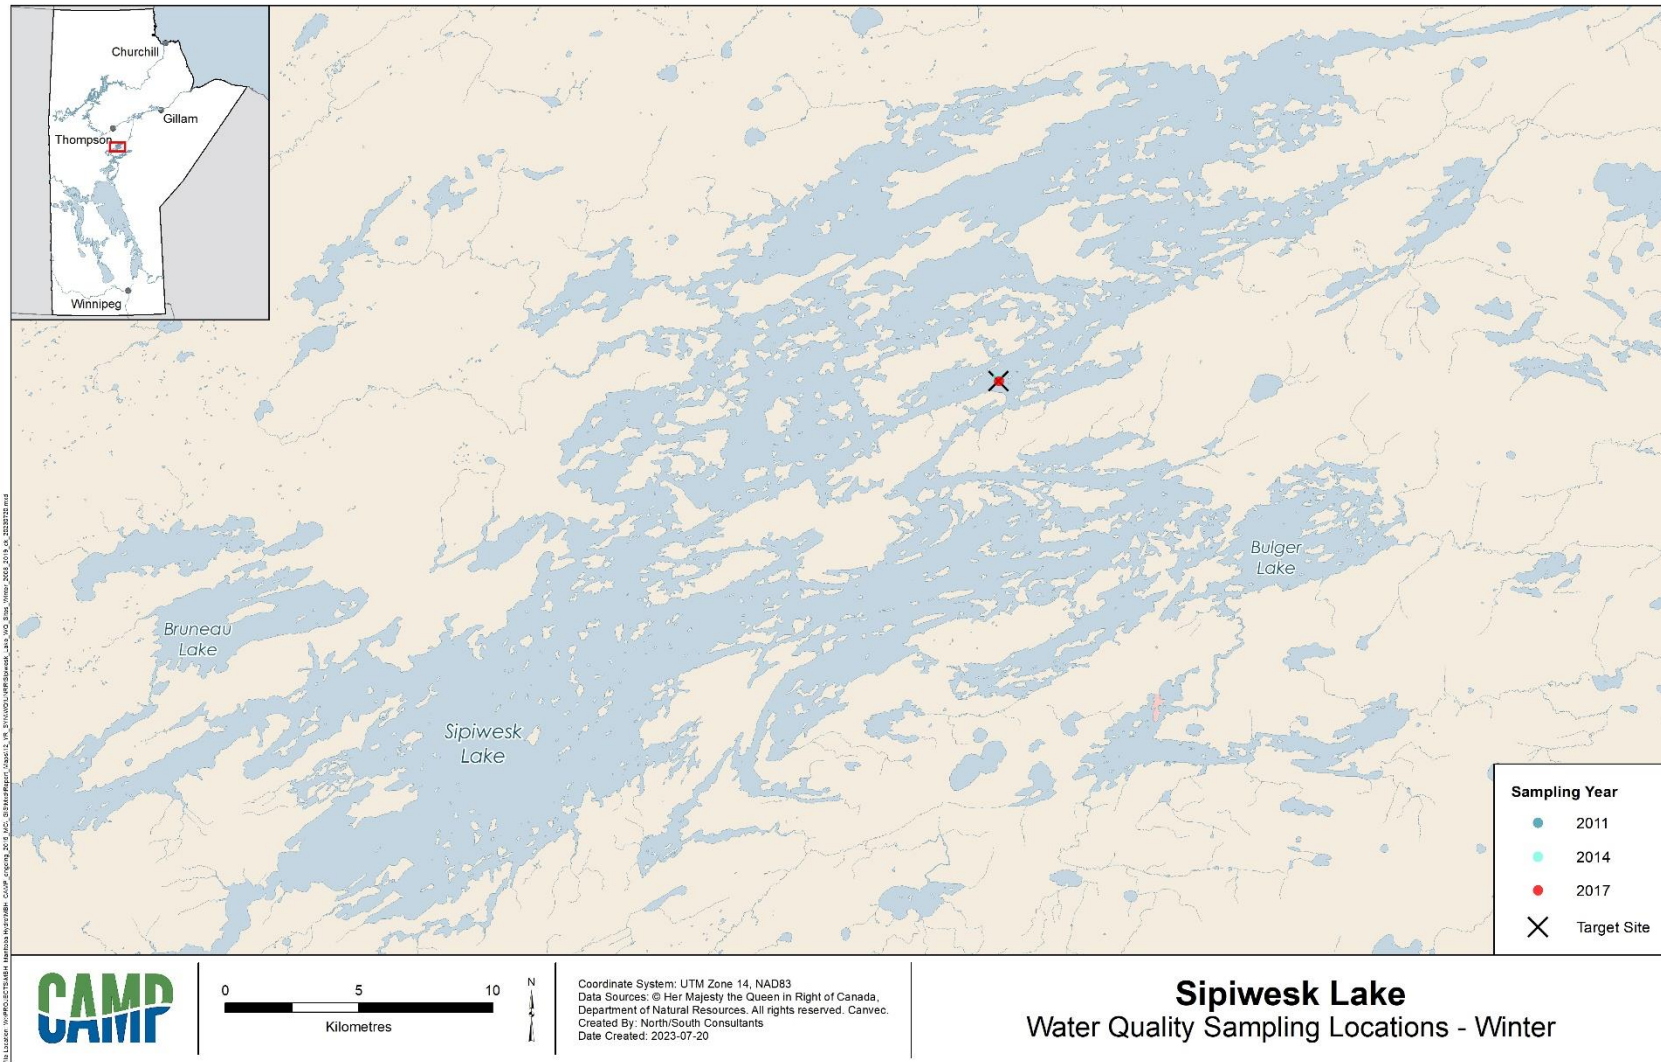 Churchill
Gillam
Thompson
Winnipeg
Bulger
Lake
Bruneau
Lake
Sipiwesk
Lake
Sampling Year
2011
2014
2017
Target Site
CAMP
0 5 10
Kilometres
N
Coordinate System: UTM Zone 14, NAD83
Data Sources: © Her Majesty the Queen in Right of Canada,
Department of Natural Resources. All rights reserved. Canvec.
Created By: North/South Consultants
Date Created: 2023-07-20
Sipiwesk Lake
Water Quality Sampling Locations - Winter